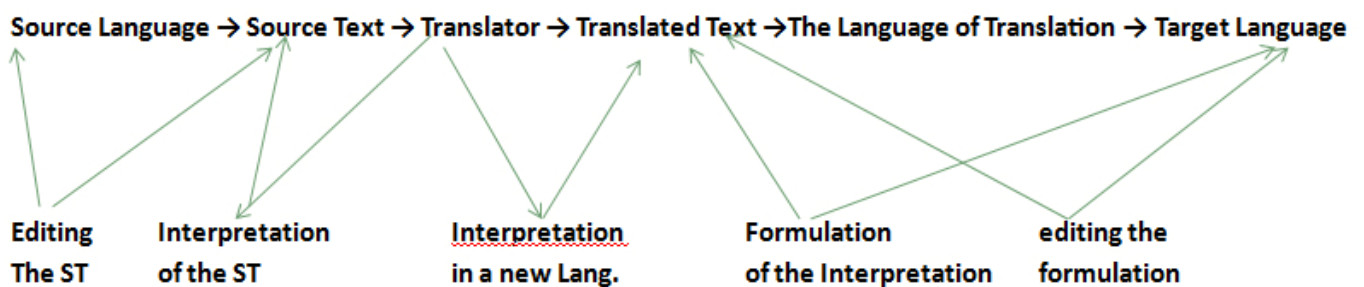 Source Language → Source Text → Translator → Translated Text →The Language of Translation → Target Language
Editing Interpretation Interpretation Formulation editing the
The ST of the ST in a new Lang. of the Interpretation formulation